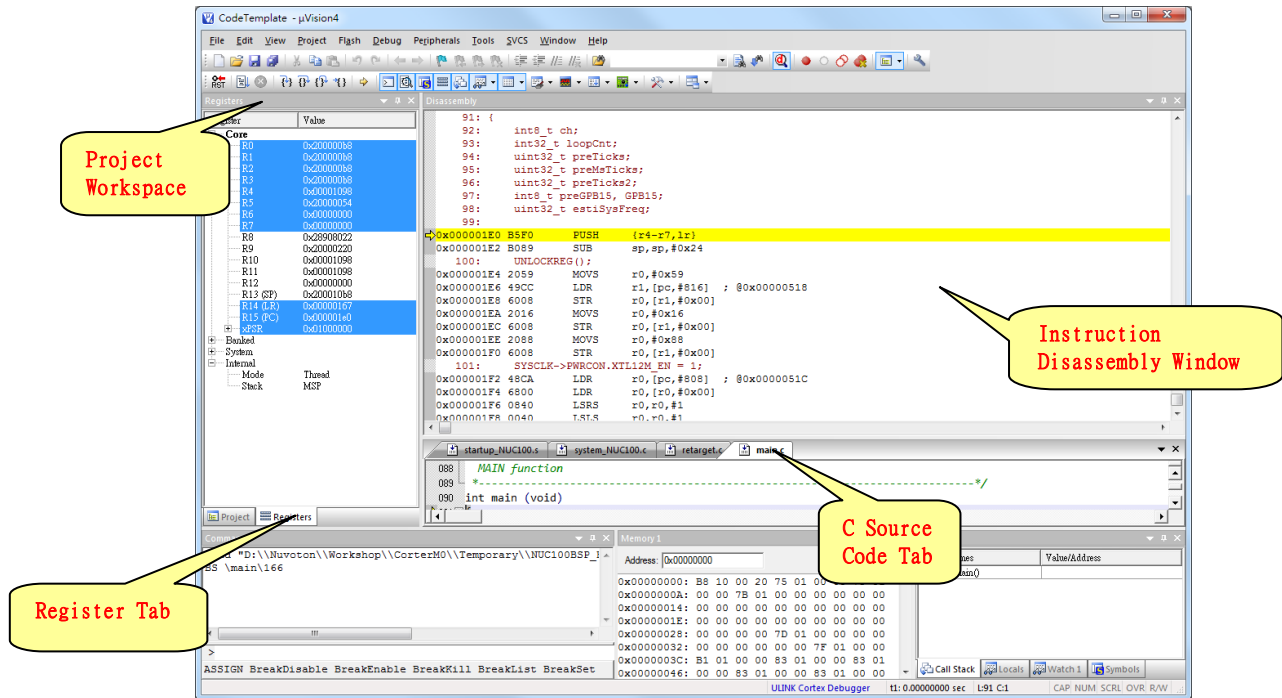 CodeTemplate - µVision4
File Edit View Project Flash Debug Peripherals Tools SVCS Window Help
RST
Registers
Register Value
Core
R0 0x200000b8
R1 0x200000b8
R2 0x200000b8
R3 0x200000b8
R4 0x00001098
R5 0x20000054
R6 0x00000000
R7 0x00000000
R8 0x28908022
R9 0x20000220
R10 0x00001098
R11 0x00001098
R12 0x00000000
R13 (SP) 0x200010b8
R14 (LR) 0x00000167
R15 (PC) 0x000001e0
xPSR 0x01000000
Banked
System
Internal
Mode Thread
Stack MSP
Project Registers
Project
Workspace
Register Tab
Disassembly
91: {
92: int8_t ch;
93: int32_t loopCnt;
94: uint32_t preTicks;
95: uint32_t preMsTicks;
96: uint32_t preTicks2;
97: int8_t preGPB15, GPB15;
98: uint32_t estiSysFreq;
99:
0x000001E0 B5F0 PUSH {r4-r7,lr}
0x000001E2 B089 SUB sp,sp,#0x24
100: UNLOCKREG();
0x000001E4 2059 MOVS r0,#0x59
0x000001E6 49CC LDR r1,[pc,#816] ; @0x00000518
0x000001E8 6008 STR r0,[r1,#0x00]
0x000001EA 2016 MOVS r0,#0x16
0x000001EC 6008 STR r0,[r1,#0x00]
0x000001EE 2088 MOVS r0,#0x88
0x000001F0 6008 STR r0,[r1,#0x00]
101: SYSCLK->PWRCON.XTL12M_EN = 1;
0x000001F2 48CA LDR r0,[pc,#808] ; @0x0000051C
0x000001F4 6800 LDR r0,[r0,#0x00]
0x000001F6 0840 LSRS r0,r0,#1
0x000001F8 0040 LSLS r0,r0,#1
Instruction
Disassembly Window
startup_NUC100.s system_NUC100.c retarget.c main.c
088 MAIN function
089 *---------------------------------------------------------------------------*/
090 int main (void)
C Source
Code Tab
"D:\\Nuvoton\\Workshop\\CorterM0\\Temporary\\NUC100BSP_
BS \main\166
>
ASSIGN BreakDisable BreakEnable BreakKill BreakList BreakSet
Memory 1
Address: 0x00000000
0x00000000: B8 10 00 20 75 01 00
0x0000000A: 00 00 7B 01 00 00 00 00 00 00
0x00000014: 00 00 00 00 00 00 00 00 00 00
0x0000001E: 00 00 00 00 00 00 00 00 00 00
0x00000028: 00 00 00 00 7D 01 00 00 00 00
0x00000032: 00 00 00 00 00 00 7F 01 00 00
0x0000003C: B1 01 00 00 83 01 00 00 83 01
0x00000046: 00 00 83 01 00 00 83 01 00 00
Value/Address
Call Stack Locals Watch 1 Symbols
ULINK Cortex Debugger t1: 0.00000000 sec L:91 C:1 CAP NUM SCRL OVR R/W